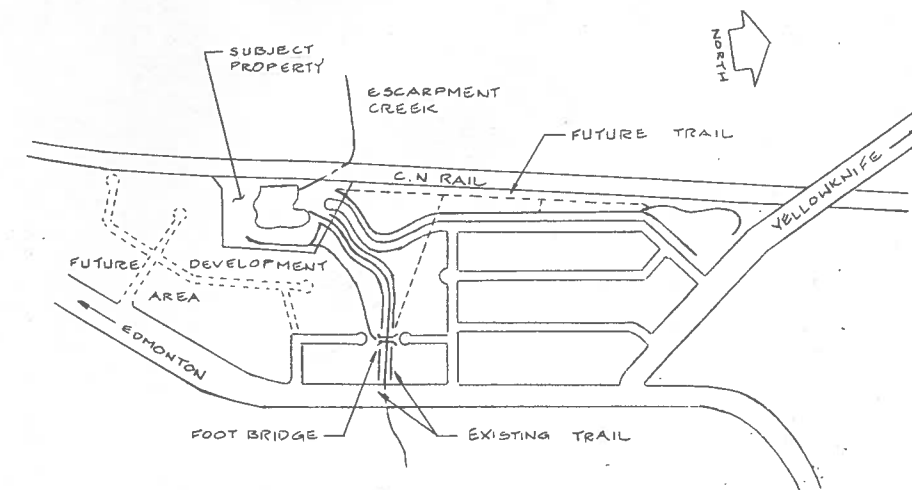 SUBJECT
PROPERTY
ESCARPMENT
CREEK
NORTH
FUTURE TRAIL
C.N RAIL
YELLOWKNIFE
FUTURE DEVELOPMENT
AREA
EDMONTON
FOOT BRIDGE
EXISTING TRAIL